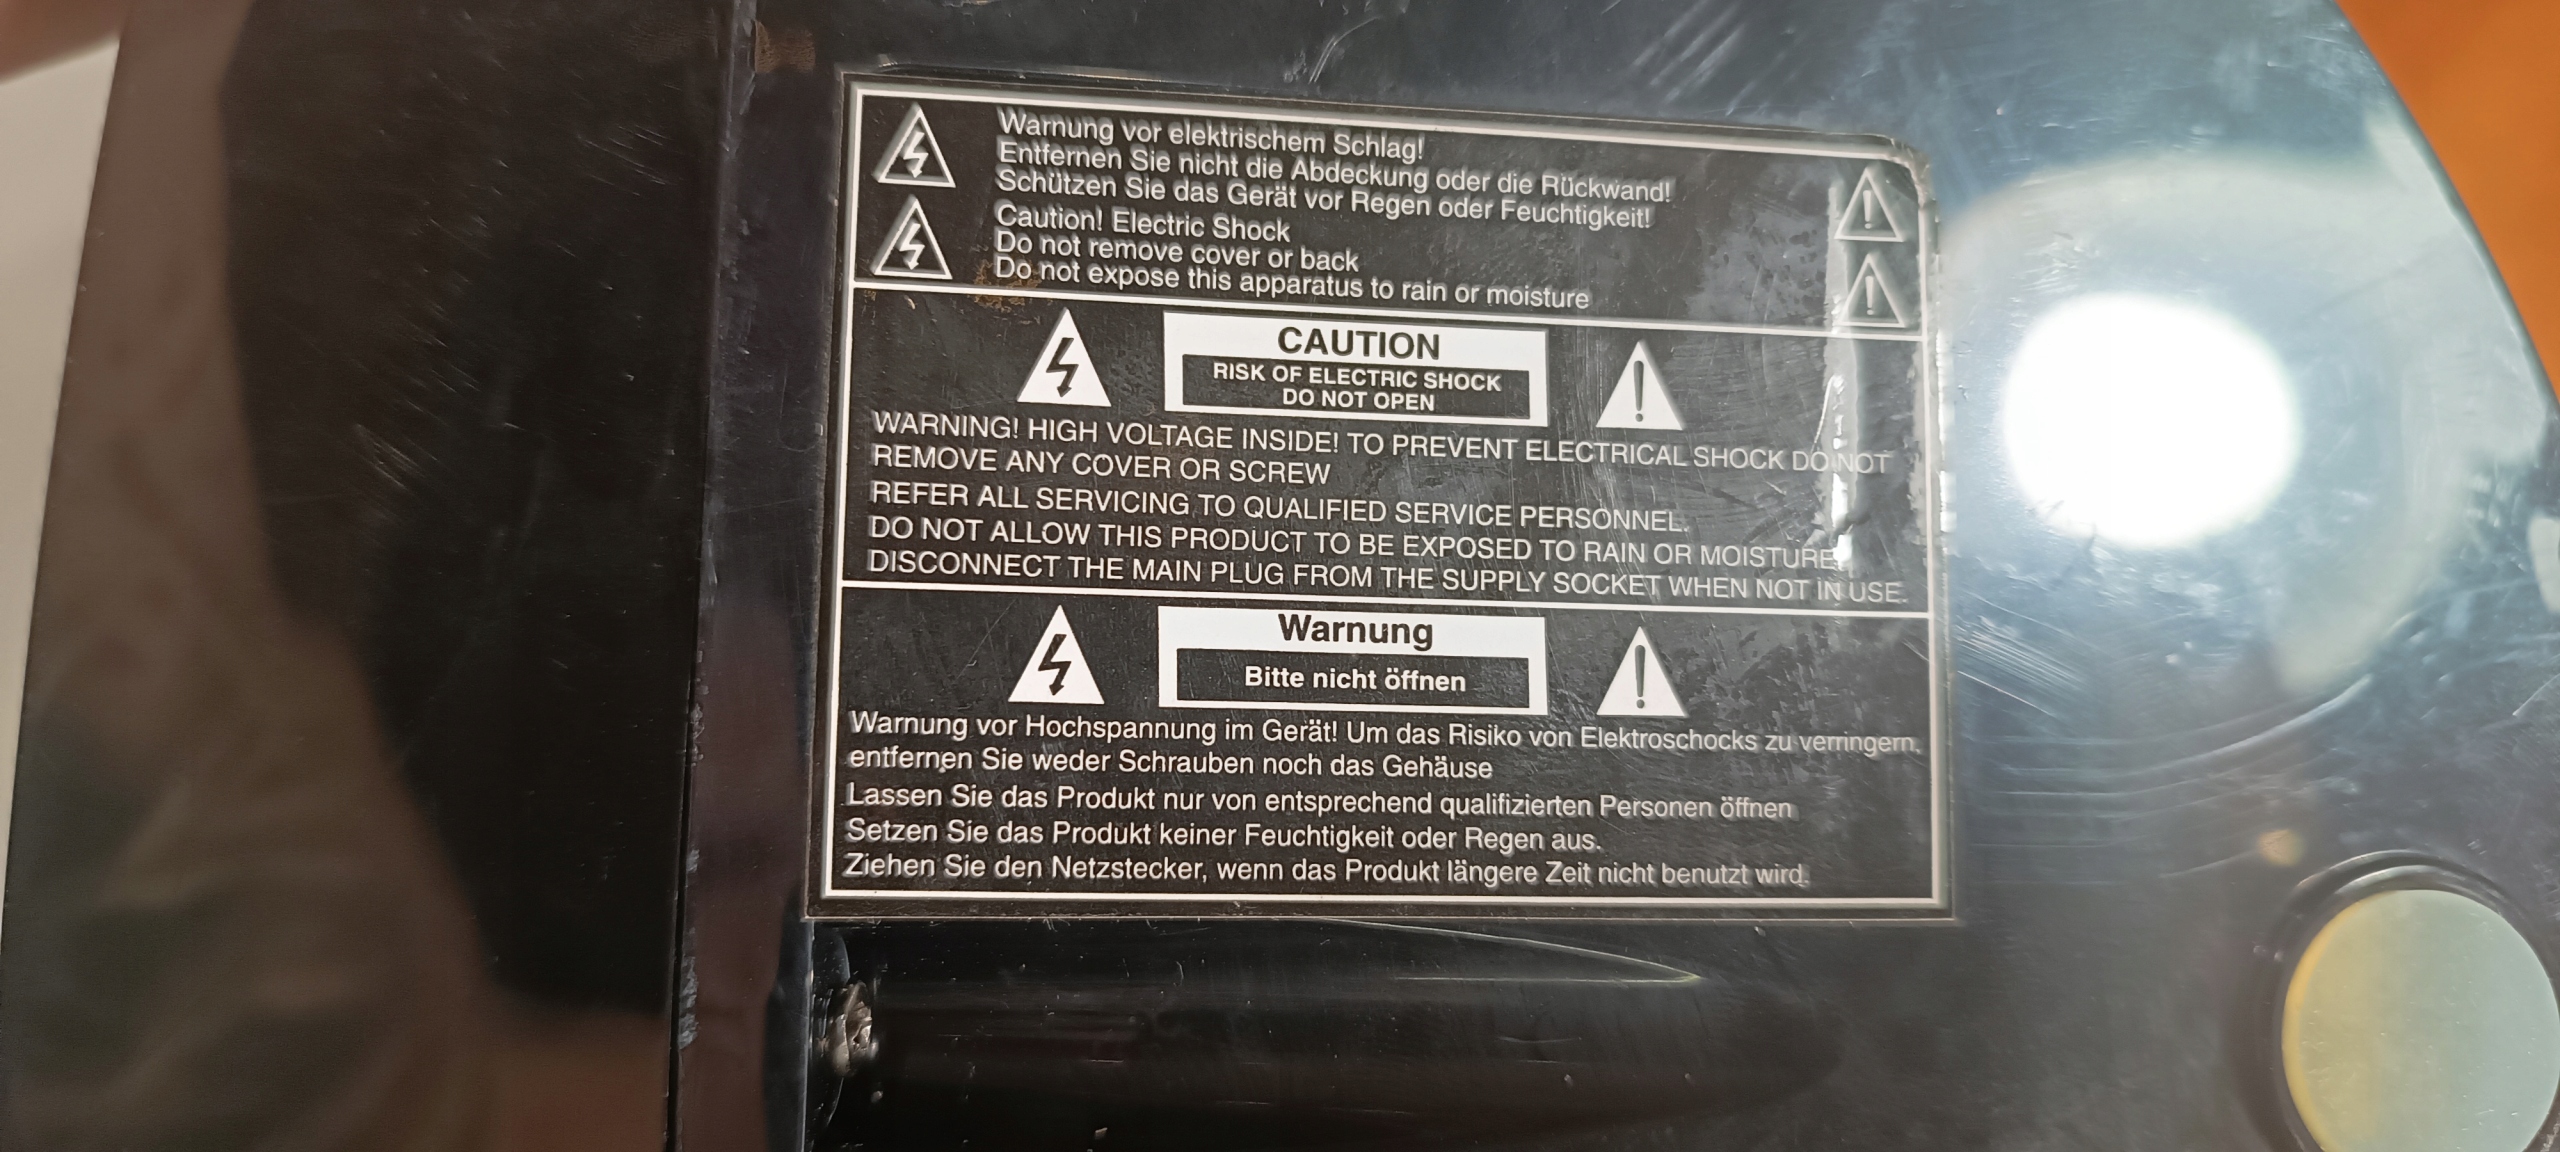 Warnung vor elektrischem Schlag!
Entfernen Sie nicht die Abdeckung oder die Rückwand!
Schützen Sie das Gerät vor Regen oder Feuchtigkeit!
Caution! Electric Shock
Do not remove cover or back
Do not expose this apparatus to rain or moisture
CAUTION
RISK OF ELECTRIC SHOCK
DO NOT OPEN
WARNING! HIGH VOLTAGE INSIDE! TO PREVENT ELECTRICAL SHOCK DO NOT
REMOVE ANY COVER OR SCREW
REFER ALL SERVICING TO QUALIFIED SERVICE PERSONNEL.
DO NOT ALLOW THIS PRODUCT TO BE EXPOSED TO RAIN OR MOISTURE.
DISCONNECT THE MAIN PLUG FROM THE SUPPLY SOCKET WHEN NOT IN USE.
Warnung
Bitte nicht öffnen
Warnung vor Hochspannung im Gerät! Um das Risiko von Elektroschocks zu verringern,
entfernen Sie weder Schrauben noch das Gehäuse
Lassen Sie das Produkt nur von entsprechend qualifizierten Personen öffnen
Setzen Sie das Produkt keiner Feuchtigkeit oder Regen aus.
Ziehen Sie den Netzstecker, wenn das Produkt längere Zeit nicht benutzt wird.